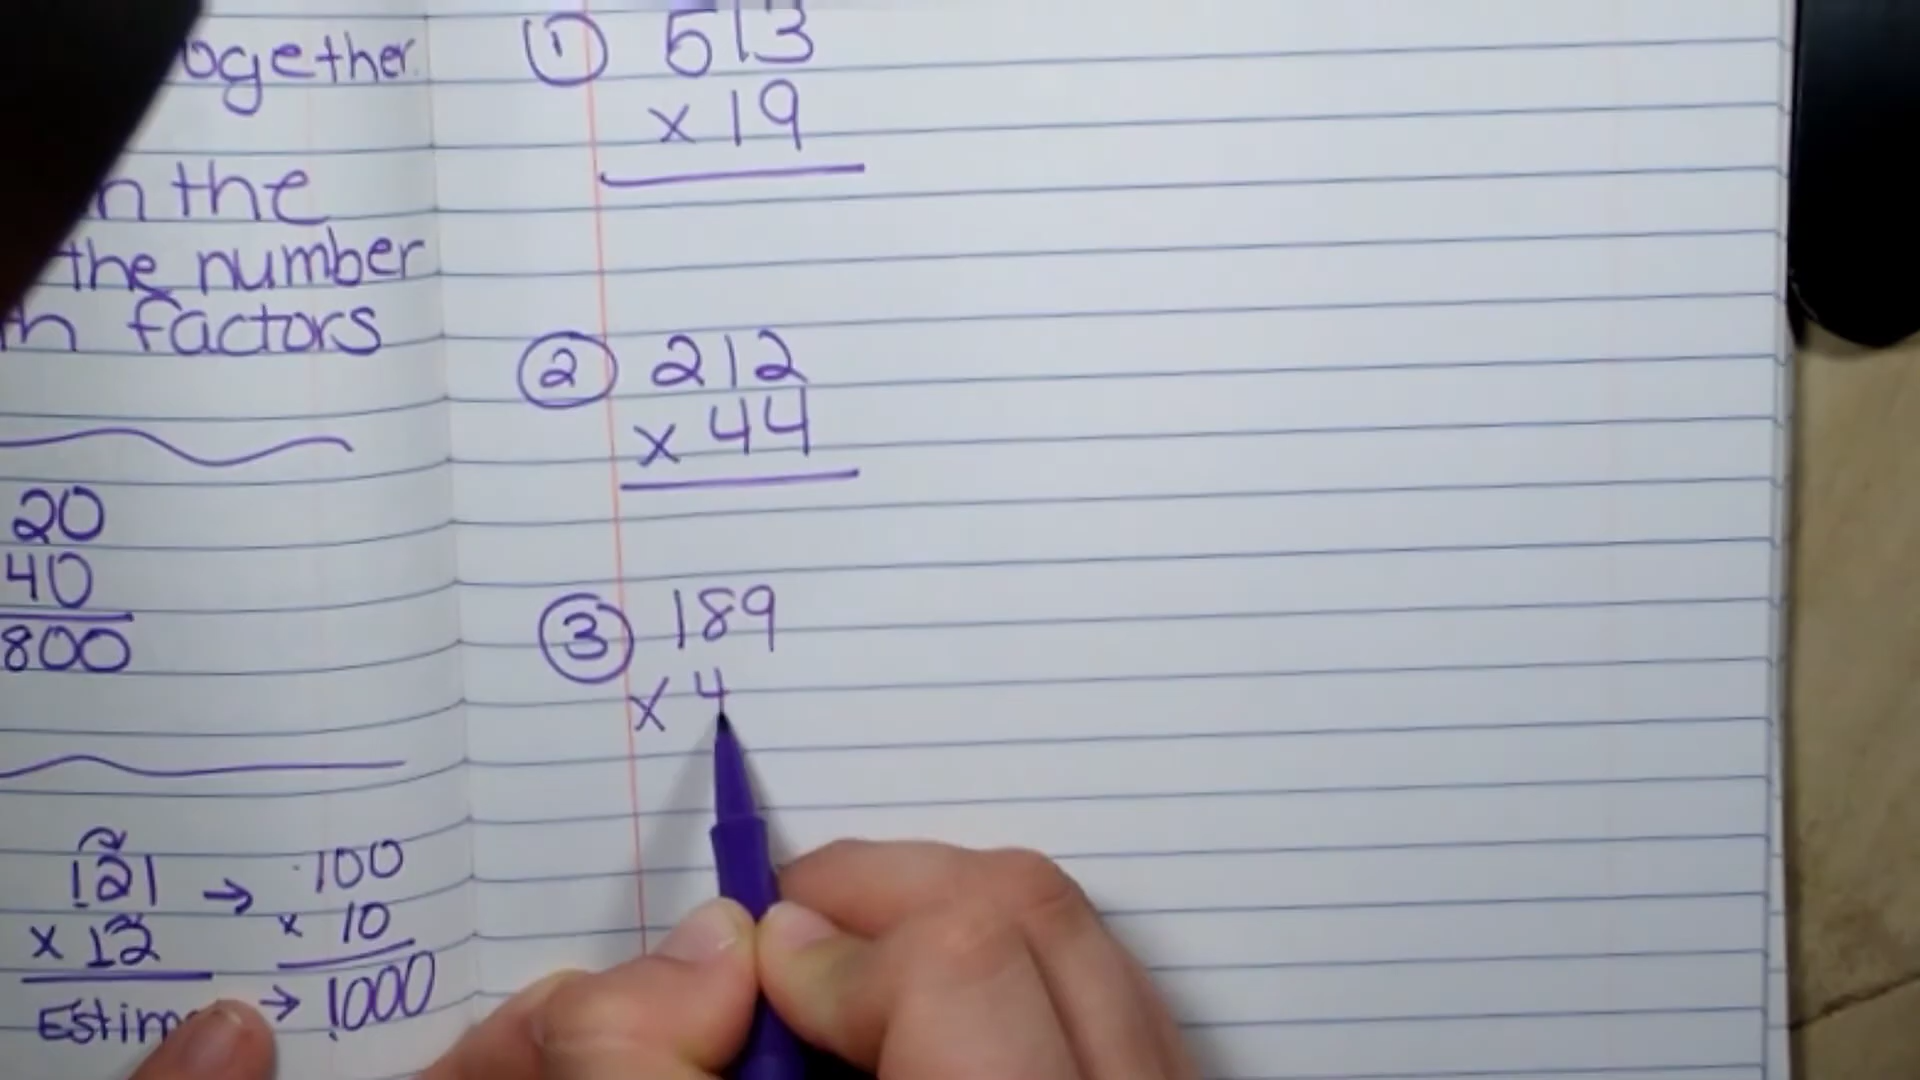 ogether.
n the
the number
h factors
20
40
800
121 → 100
x 12 x 10
Estim → 1000
① 513
x 19
② 212
x 44
③ 189
x 4